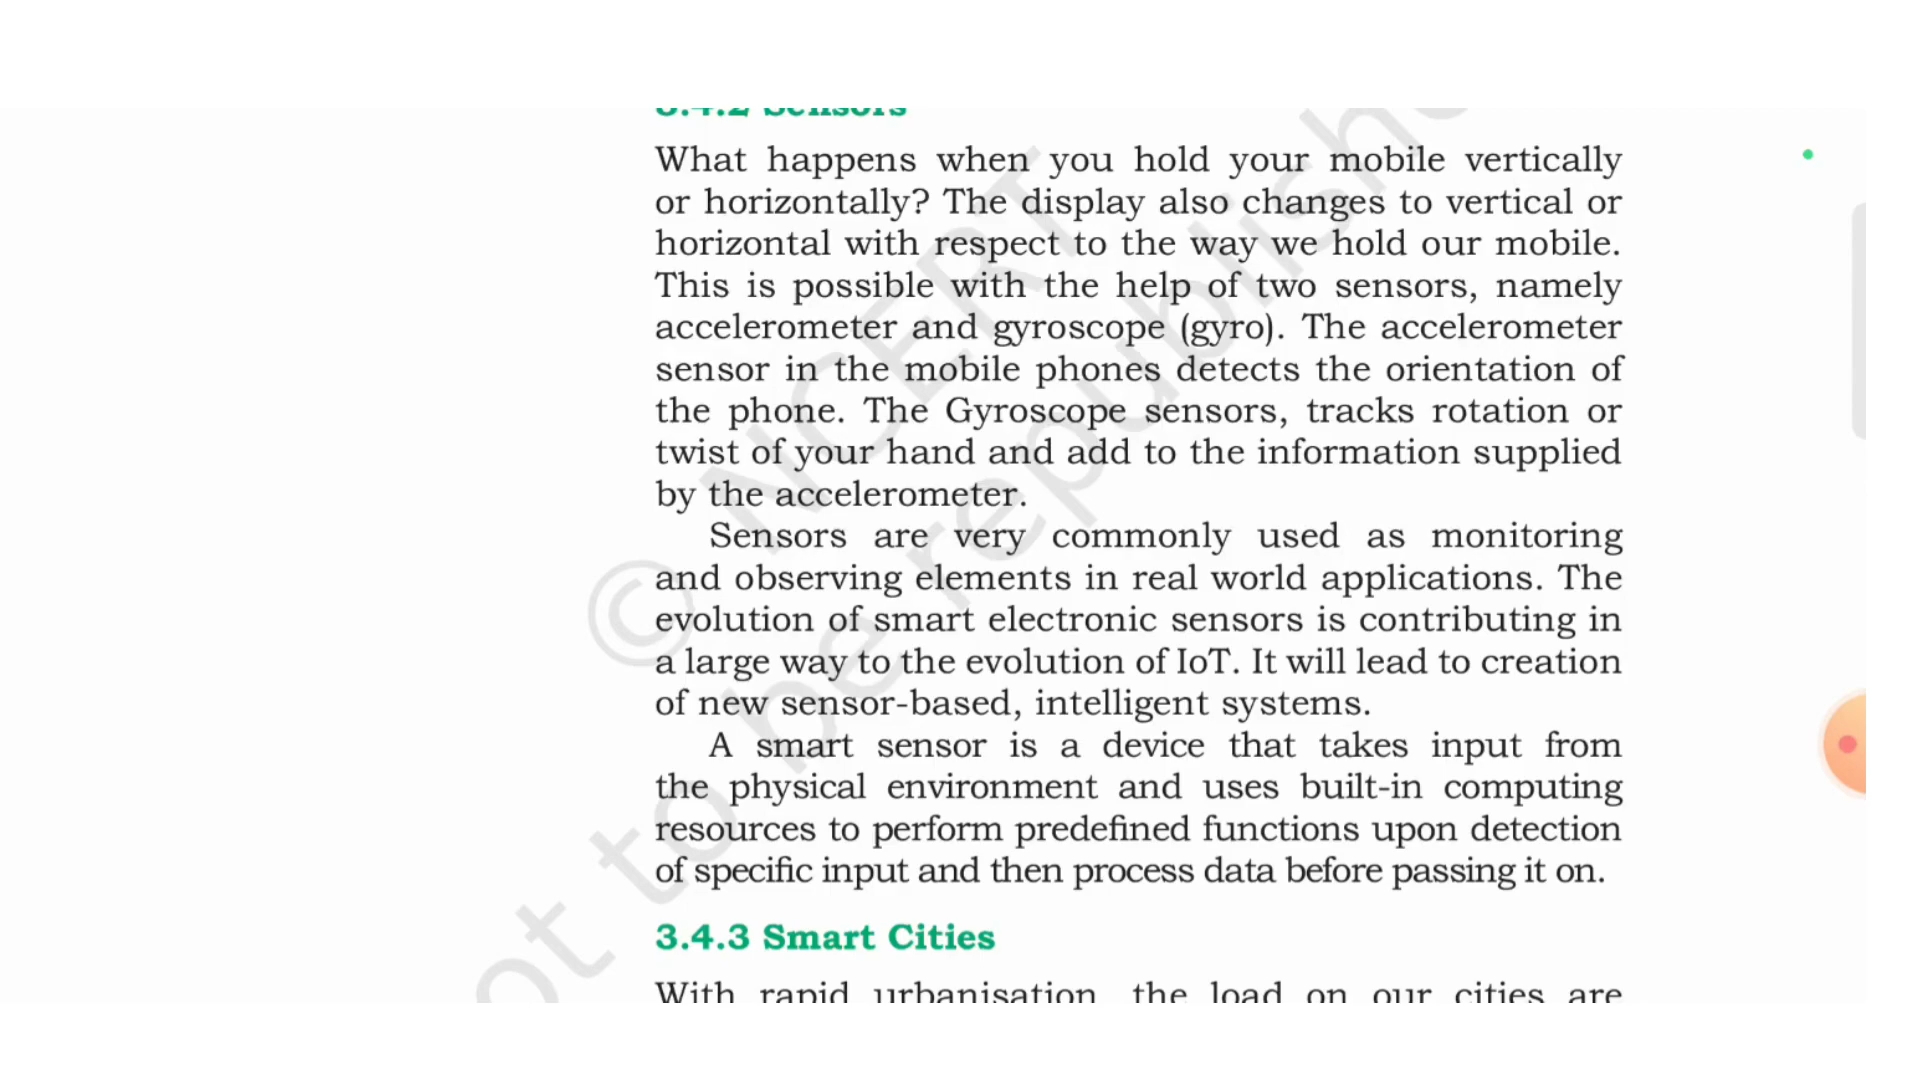 3.4.2 Sensors
What happens when you hold your mobile vertically
or horizontally? The display also changes to vertical or
horizontal with respect to the way we hold our mobile.
This is possible with the help of two sensors, namely
accelerometer and gyroscope (gyro). The accelerometer
sensor in the mobile phones detects the orientation of
the phone. The Gyroscope sensors, tracks rotation or
twist of your hand and add to the information supplied
by the accelerometer.
Sensors are very commonly used as monitoring
and observing elements in real world applications. The
evolution of smart electronic sensors is contributing in
a large way to the evolution of IoT. It will lead to creation
of new sensor-based, intelligent systems.
A smart sensor is a device that takes input from
the physical environment and uses built-in computing
resources to perform predefined functions upon detection
of specific input and then process data before passing it on.
3.4.3 Smart Cities
With rapid urbanisation, the load on our cities are
© NCERT
to be republish